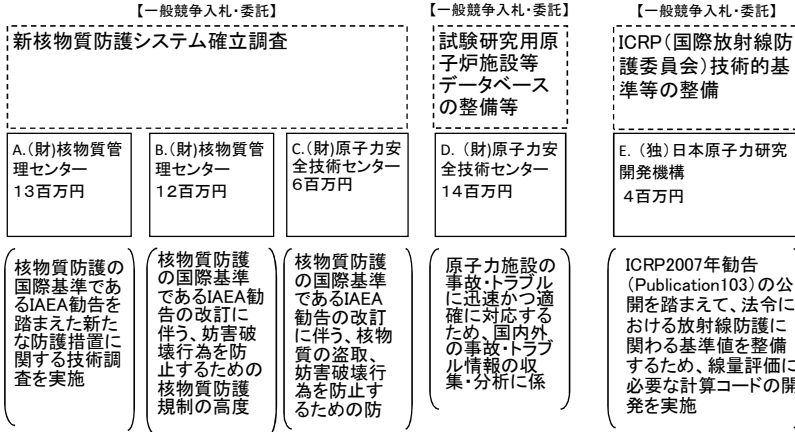 【一般競争入札・委託】
新核物質防護システム確立調査
A.(財)核物質管
理センター
13百万円
B.(財)核物質管
理センター
12百万円
C.(財)原子力安
全技術センター
6百万円
核物質防護の
国際基準であ
るIAEA勧告を
踏まえた新た
な防護措置に
関する技術調
査を実施
核物質防護
の国際基準
であるIAEA勧
告の改訂に
伴う、妨害破
壊行為を防
止するための
核物質防護
規制の高度
核物質防護
の国際基準
であるIAEA
勧告の改訂
に伴う、核物
質の盗取、
妨害破壊行
為を防止す
るための防
【一般競争入札・委託】
試験研究用原
子炉施設等
データベース
の整備等
D. (財)原子力安
全技術センター
14百万円
原子力施設の
事故・トラブル
に迅速かつ適
確に対応する
ため、国内外
の事故・トラブ
ル情報の収
集・分析に係
【一般競争入札・委託】
ICRP(国際放射線防
護委員会)技術的基
準等の整備
E. (独)日本原子力研究
開発機構
4百万円
ICRP2007年勧告
(Publication103)の公
開を踏まえて、法令に
おける放射線防護に
関わる基準値を整備
するため、線量評価に
必要な計算コードの開
発を実施